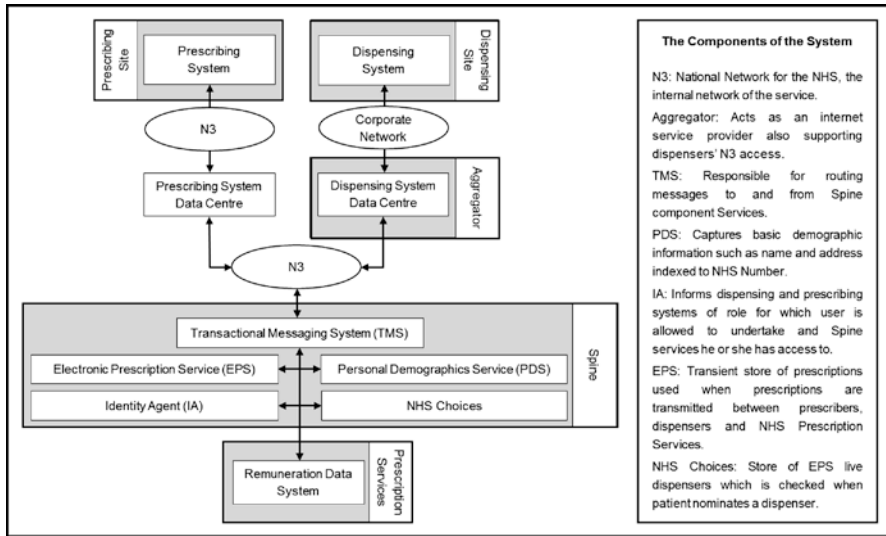 Prescribing
Site
Prescribing
System
Dispensing
System
Dispensing
Site
N3
Corporate
Network
Prescribing System
Data Centre
Dispensing System
Data Centre
Aggregator
N3
Transactional Messaging System (TMS)
Electronic Prescription Service (EPS)
Personal Demographics Service (PDS)
Identity Agent (IA)
NHS Choices
Spine
Remuneration Data
System
Prescription
Services
The Components of the System
N3: National Network for the NHS, the
internal network of the service.
Aggregator: Acts as an internet
service provider also supporting
dispensers' N3 access.
TMS: Responsible for routing
messages to and from Spine
component Services.
PDS: Captures basic demographic
information such as name and address
indexed to NHS Number.
IA: Informs dispensing and prescribing
systems of role for which user is
allowed to undertake and Spine
services he or she has access to.
EPS: Transient store of prescriptions
used when prescriptions are
transmitted between prescribers,
dispensers and NHS Prescription
Services.
NHS Choices: Store of EPS live
dispensers which is checked when
patient nominates a dispenser.